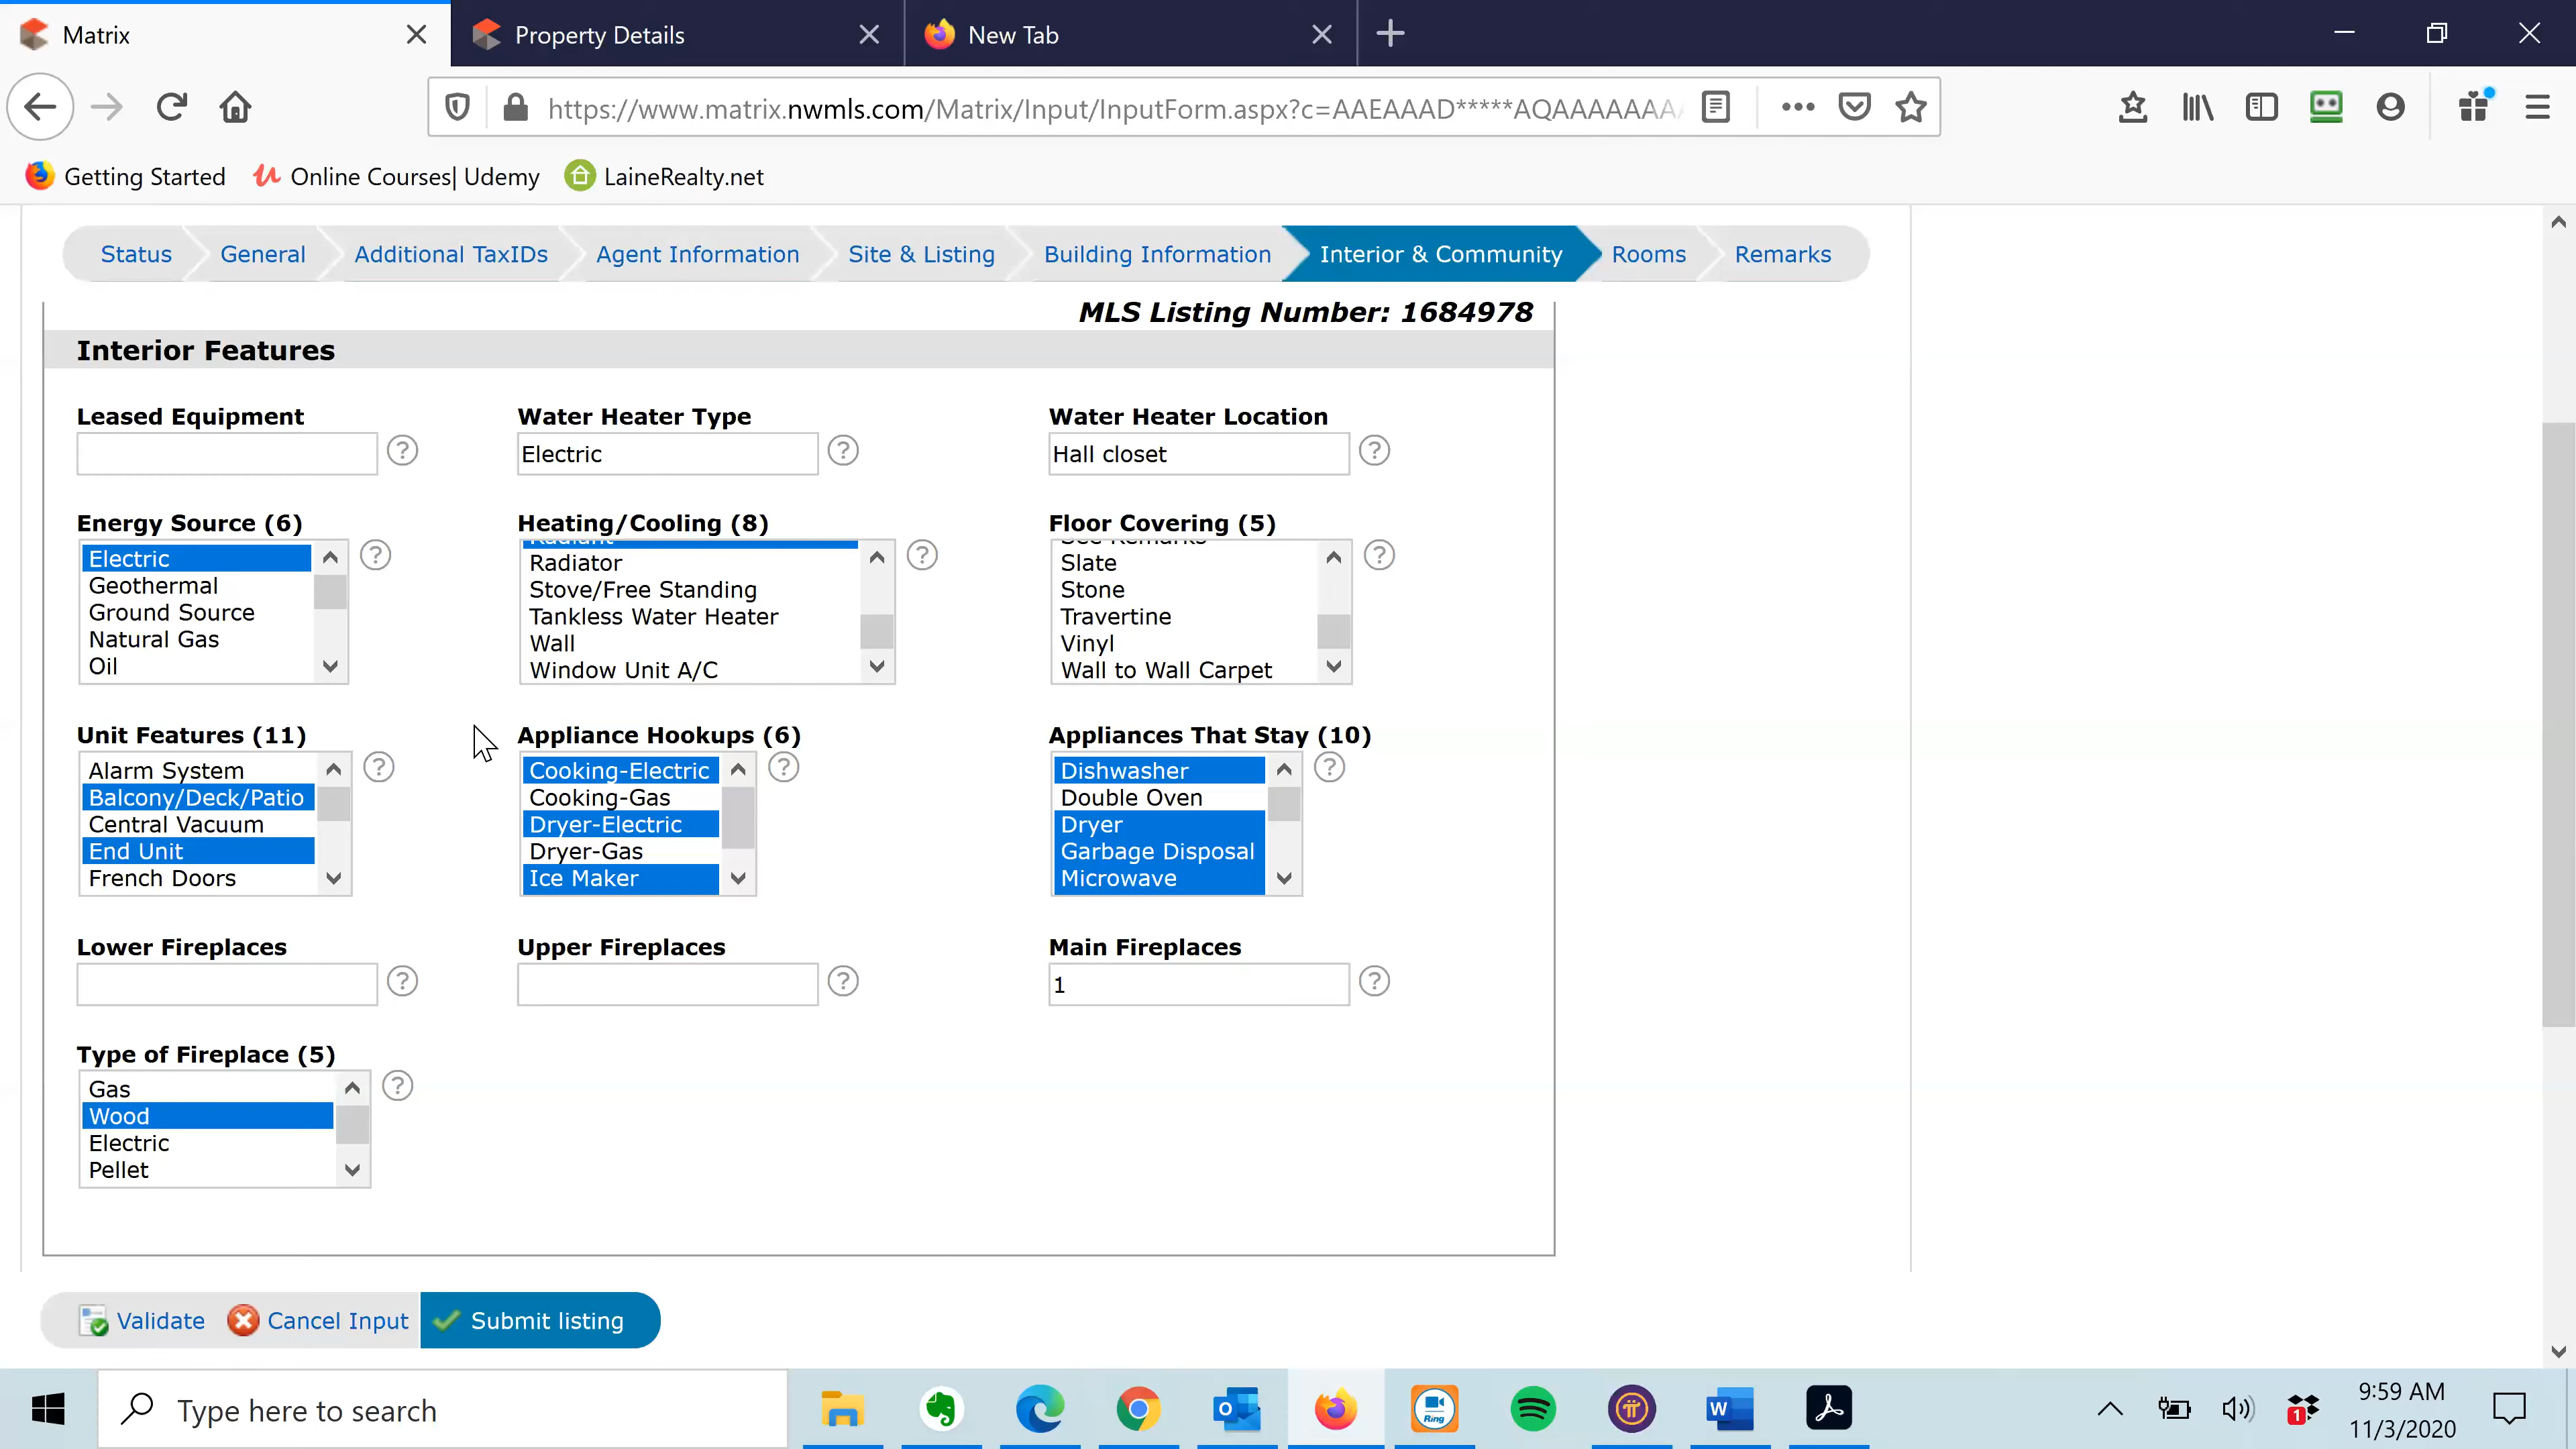 Matrix
Property Details
New Tab
https://www.matrix.nwmls.com/Matrix/Input/InputForm.aspx?c=AAEAAAD*****AQAAAAAAAA
Getting Started
Online Courses| Udemy
LaineRealty.net
Status
General
Additional TaxIDs
Agent Information
Site & Listing
Building Information
Interior & Community
Rooms
Remarks
MLS Listing Number: 1684978
Interior Features
Leased Equipment
Water Heater Type
Water Heater Location
?
Electric
?
Hall closet
?
Energy Source (6)
Heating/Cooling (8)
Floor Covering (5)
Electric
Geothermal
Ground Source
Natural Gas
Oil
?
Radiant
Radiator
Stove/Free Standing
Tankless Water Heater
Wall
Window Unit A/C
?
See Remarks
Slate
Stone
Travertine
Vinyl
Wall to Wall Carpet
?
Unit Features (11)
Appliance Hookups (6)
Appliances That Stay (10)
Alarm System
Balcony/Deck/Patio
Central Vacuum
End Unit
French Doors
?
Cooking-Electric
Cooking-Gas
Dryer-Electric
Dryer-Gas
Ice Maker
?
Dishwasher
Double Oven
Dryer
Garbage Disposal
Microwave
?
Lower Fireplaces
Upper Fireplaces
Main Fireplaces
?
?
1
?
Type of Fireplace (5)
Gas
Wood
Electric
Pellet
?
Validate
Cancel Input
Submit listing
Type here to search
O
Ring
W
1
9:59 AM
11/3/2020